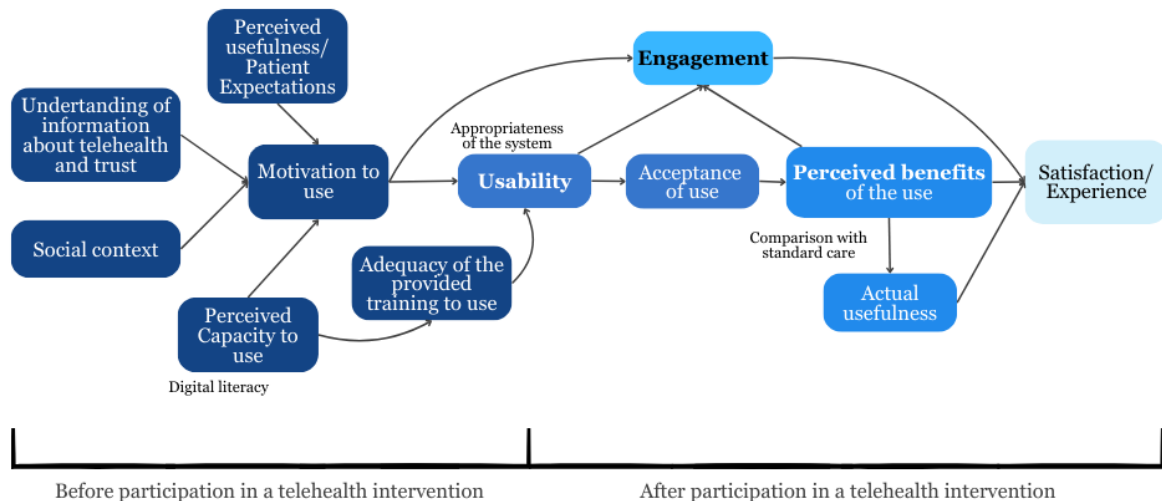 Perceived
usefulness/
Patient
Expectations
Undertanding of
information
about telehealth
and trust
Social context
Motivation to
use
Perceived
Capacity to
use
Digital literacy
Adequacy of the
provided
training to use
Appropriateness
of the system
Usability
Engagement
Acceptance
of use
Perceived benefits
of the use
Comparison with
standard care
Actual
usefulness
Satisfaction/
Experience
Before participation in a telehealth intervention
After participation in a telehealth intervention